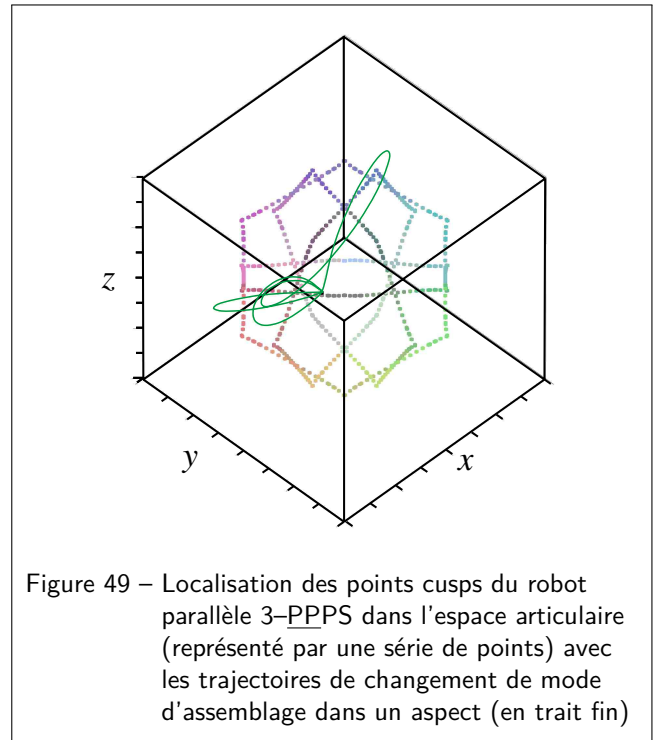 z
y
x
Figure 49 – Localisation des points cusps du robot
parallèle 3–PPPS dans l'espace articulaire
(représenté par une série de points) avec
les trajectoires de changement de mode
d'assemblage dans un aspect (en trait fin)